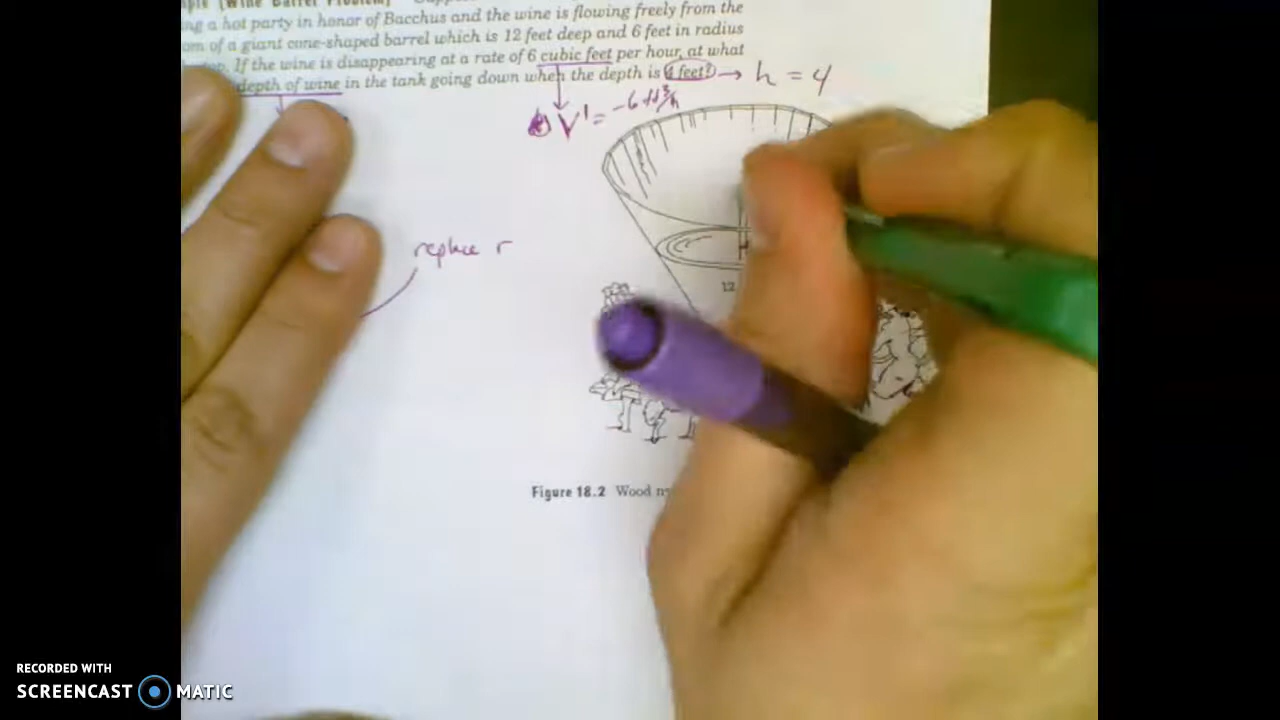 [Wine Barrel Problem]
ing a hot party in honor of Bacchus and the wine is flowing freely from the
om of a giant cone-shaped barrel which is 12 feet deep and 6 feet in radius
If the wine is disappearing at a rate of 6 cubic feet per hour, at what
depth of wine in the tank going down when the depth is 4 feet? → h = 4
V' = -6 ft³/h
replace r
12
Figure 18.2 Wood
RECORDED WITH
SCREENCAST MATIC